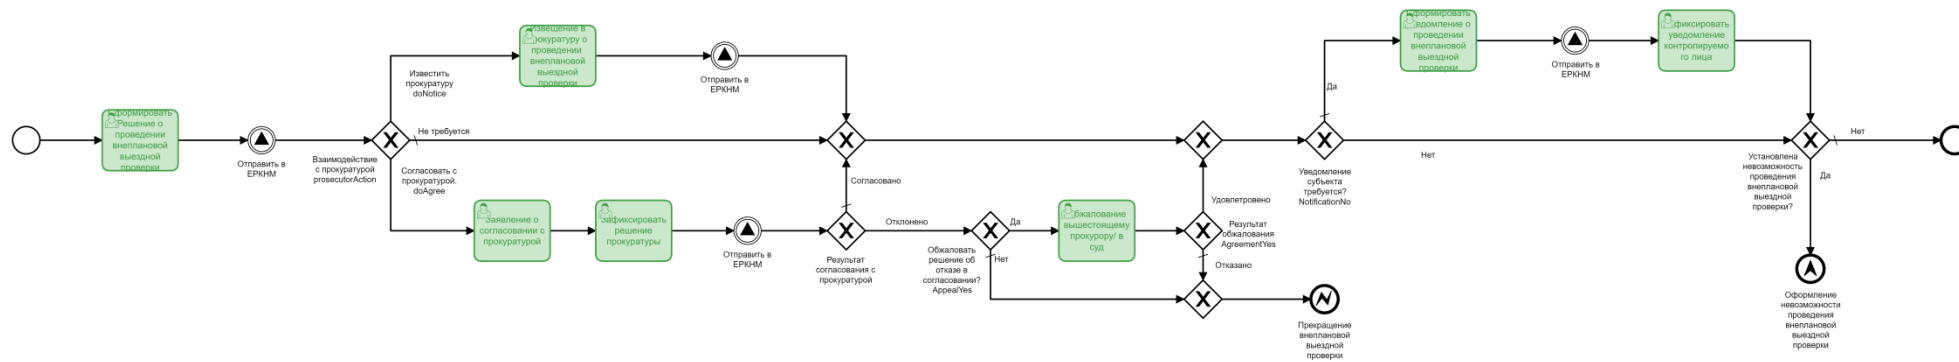 Сформировать
Решение о
проведении
внеплановой
выездной
проверки
Отправить в
ЕРКНМ
Взаимодействие
с прокуратурой
prosecutorAction
Известить
прокуратуру
doNotice
Не требуется
Согласовать с
прокуратурой.
doAgree
Извещение в
прокуратуру о
проведении
внеплановой
выездной
проверки
Отправить в
ЕРКНМ
Заявление о
согласовании с
прокуратурой
Зафиксировать
решение
прокуратуры
Отправить в
ЕРКНМ
Согласовано
Результат
согласования с
прокуратурой
Отклонено
Обжаловать
решение об
отказе в
согласовании?
AppealYes
Да
Нет
Обжалование
вышестоящему
прокурору/ в
суд
Удовлетровено
Результат
обжалования
AgreementYes
Отказано
Прекращение
внеплановой
выездной
проверки
Уведомление
субъекта
требуется?
NotificationNo
Да
Нет
Сформировать
уведомление о
проведении
внеплановой
выездной
проверки
Отправить в
ЕРКНМ
Зафиксировать
уведомление
контролируемо
го лица
Установлена
невозможность
проведения
внеплановой
выездной
проверки?
Нет
Да
Оформление
невозможности
проведения
внеплановой
выездной
проверки